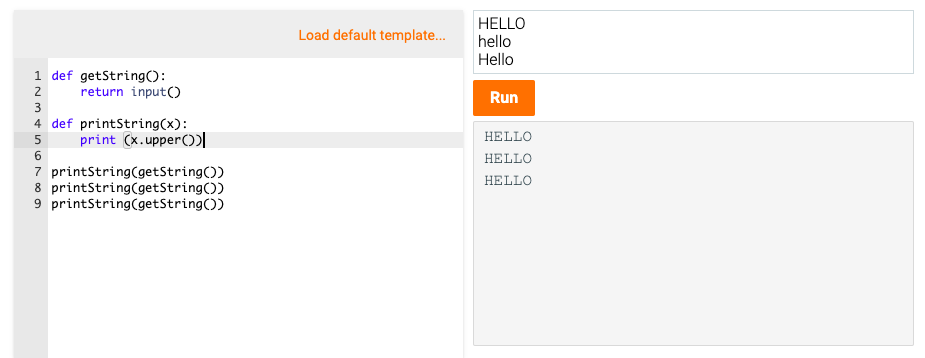 Load default template...
1 def getString():
2     return input()
3
4 def printString(x):
5     print (x.upper())
6
7 printString(getString())
8 printString(getString())
9 printString(getString())
HELLO
hello
Hello
Run
HELLO
HELLO
HELLO